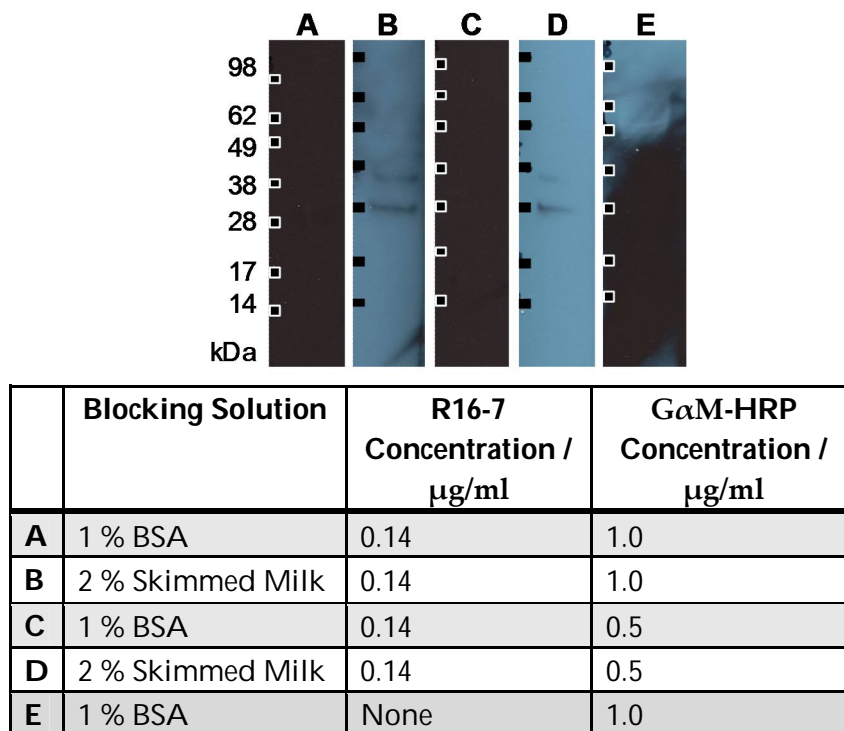 A B C D E
98
62
49
38
28
17
14
kDa
Blocking Solution R16-7 Concentration / µg/ml GαM-HRP Concentration / µg/ml
A 1 % BSA 0.14 1.0
B 2 % Skimmed Milk 0.14 1.0
C 1 % BSA 0.14 0.5
D 2 % Skimmed Milk 0.14 0.5
E 1 % BSA None 1.0